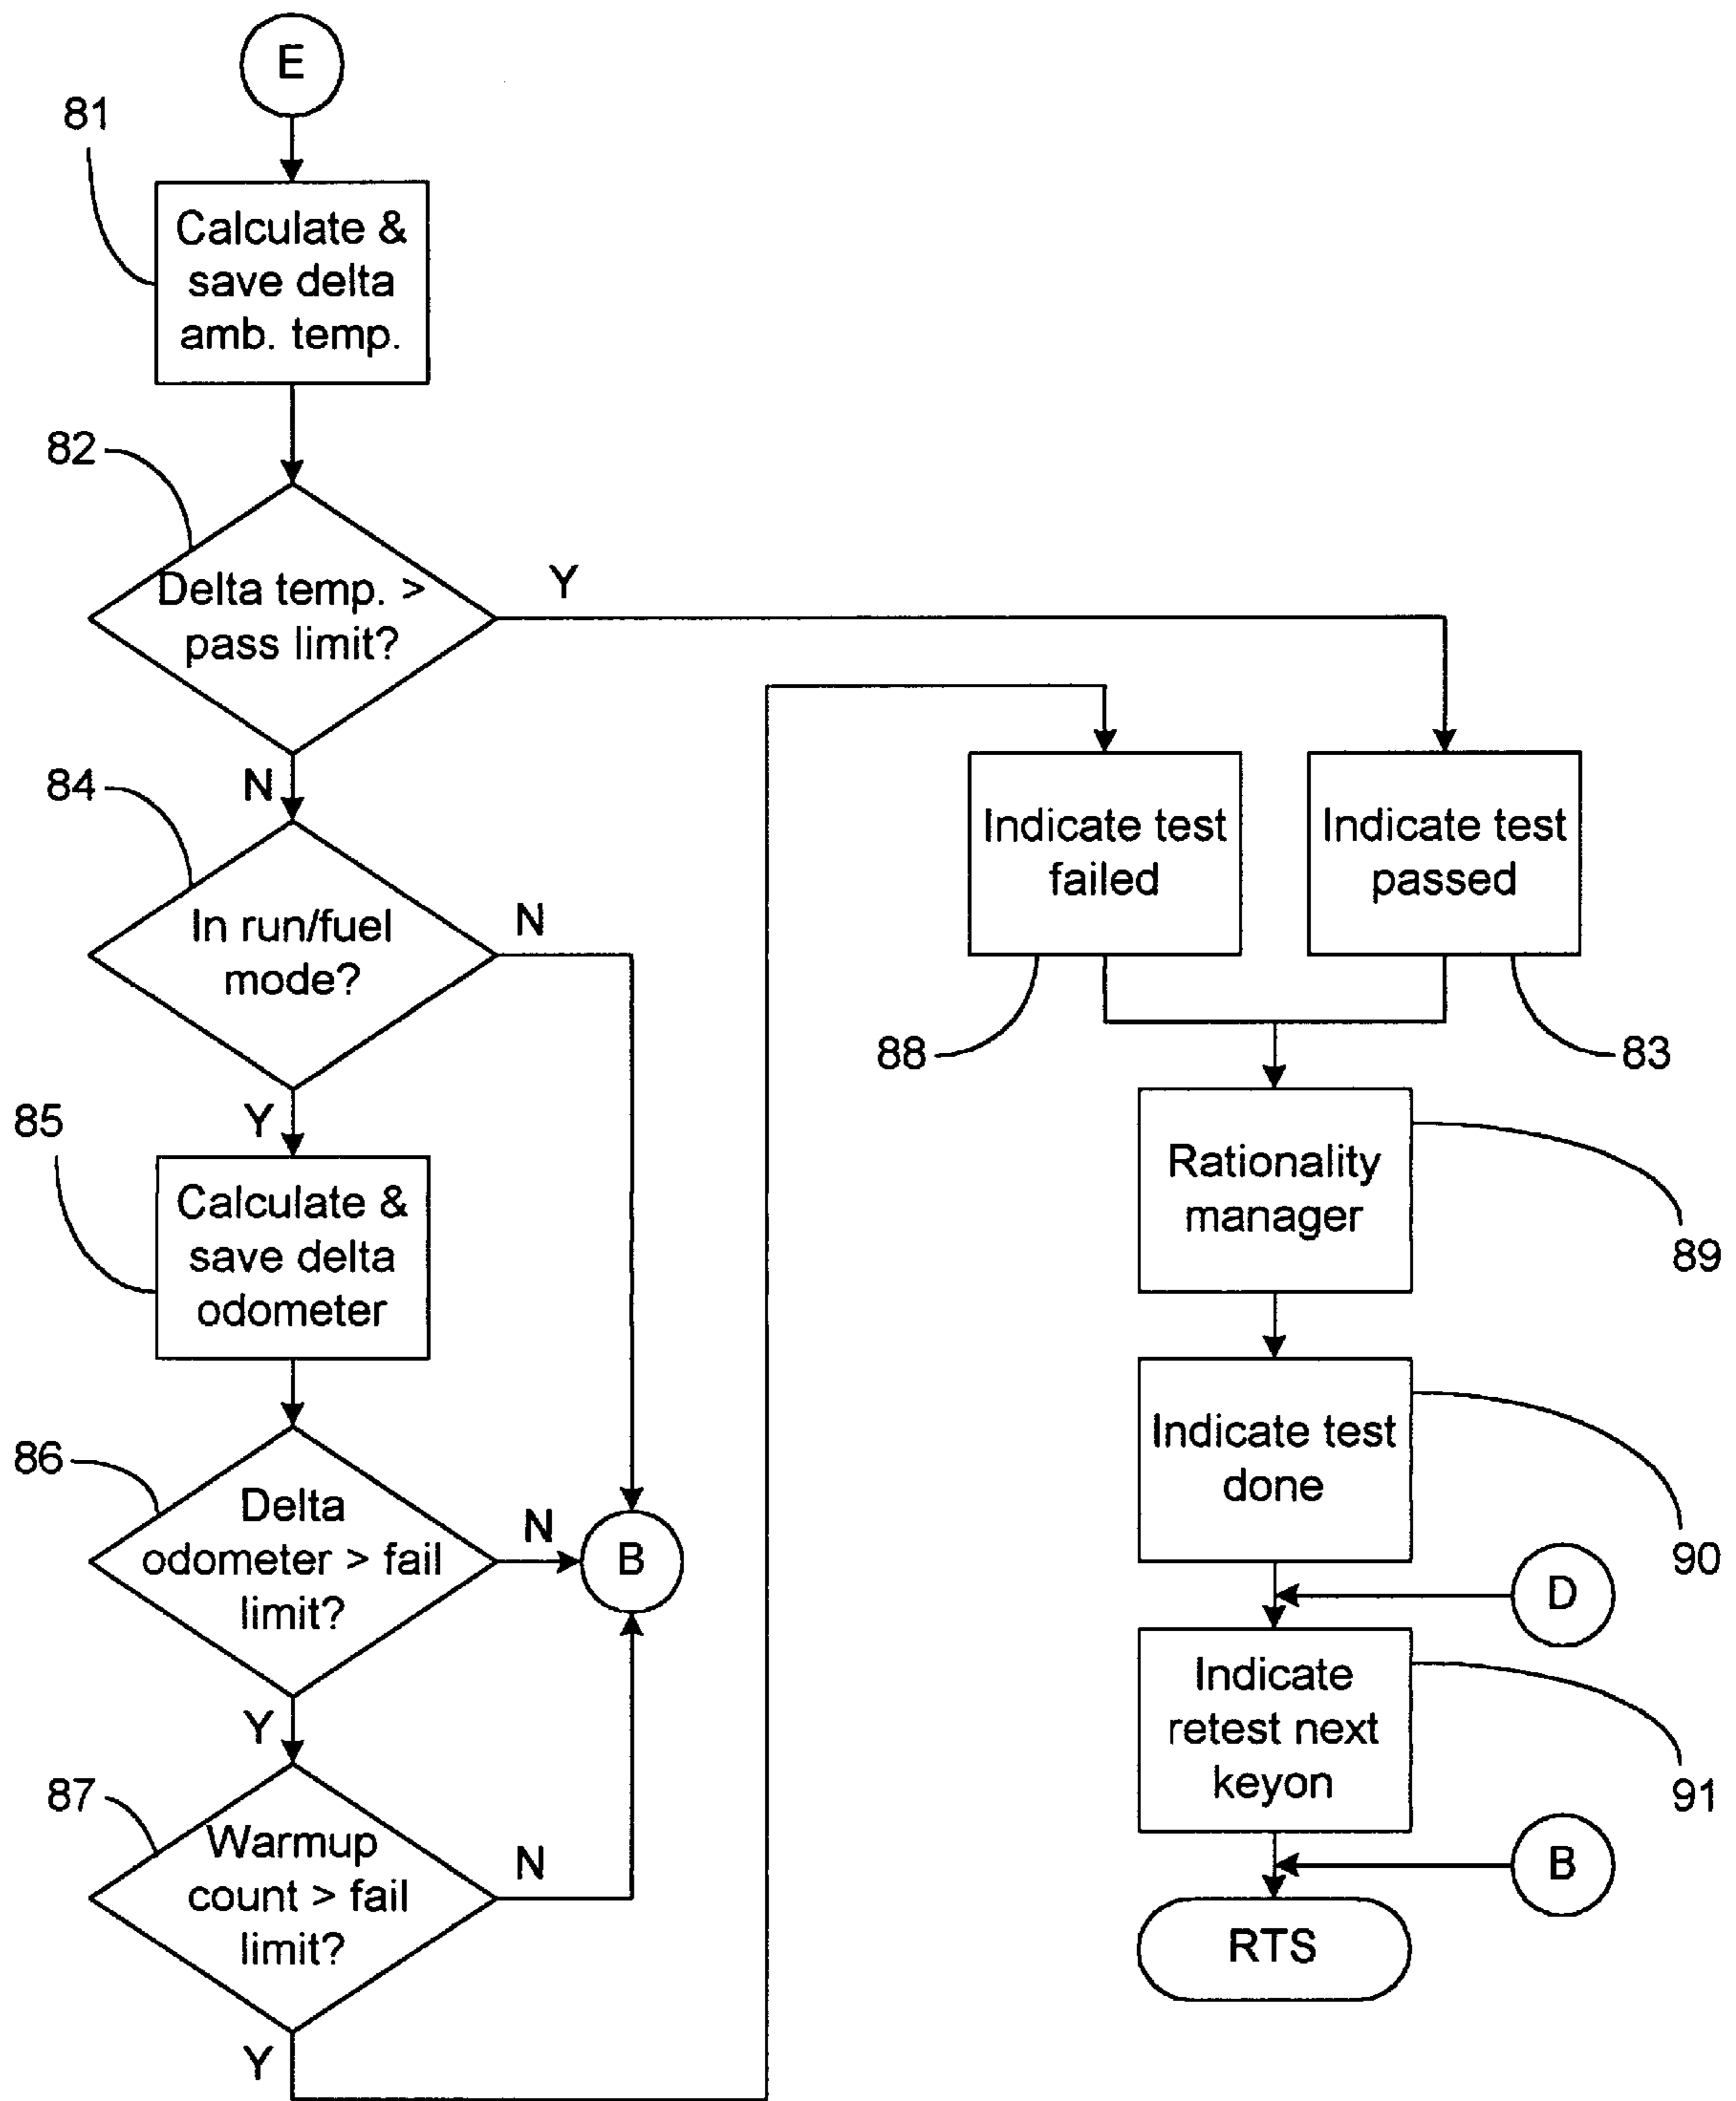 E
81
Calculate &
save delta
amb. temp.
82
Delta temp. >
pass limit?
Y
N
84
In run/fuel
mode?
N
Y
85
Calculate &
save delta
odometer
86
Delta
odometer > fail
limit?
N
B
Y
87
Warmup
count > fail
limit?
N
Y
Indicate test
failed
88
Indicate test
passed
83
Rationality
manager
89
Indicate test
done
90
D
Indicate
retest next
keyon
91
B
RTS